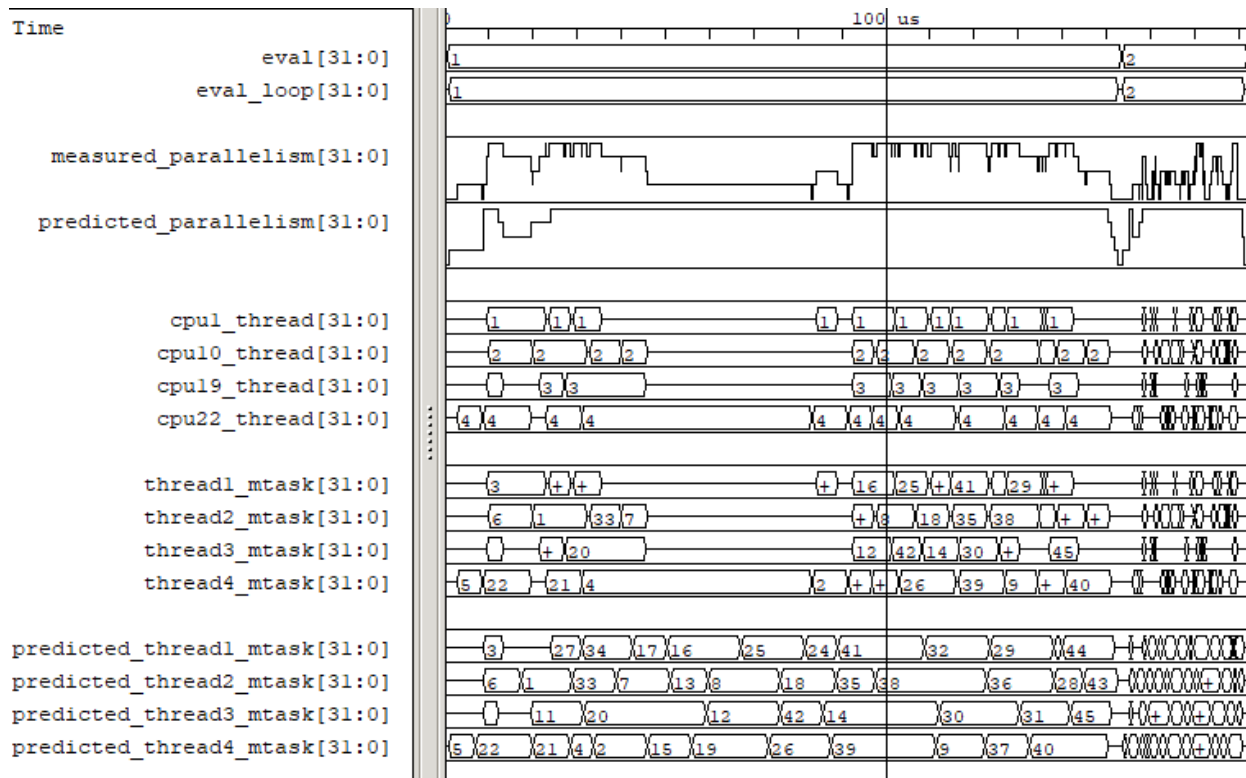 Time 0 100 us
eval[31:0] 1 2
eval_loop[31:0] 1 2
measured_parallelism[31:0]
predicted_parallelism[31:0]
cpu1_thread[31:0] 1 1 1 1 1 1 1 1 1 1
cpu10_thread[31:0] 2 2 2 2 2 2 2 2 2 2 2
cpu19_thread[31:0] 3 3 3 3 3 3 3 3
cpu22_thread[31:0] 4 4 4 4 4 4 4 4 4 4 4 4
thread1_mtask[31:0] 3 + + + 16 25 + 41 29 +
thread2_mtask[31:0] 6 1 33 7 + 8 18 35 38 + +
thread3_mtask[31:0] + 20 12 42 14 30 + 45
thread4_mtask[31:0] 5 22 21 4 2 + + 26 39 9 + 40
predicted_thread1_mtask[31:0] 3 27 34 17 16 25 24 41 32 29 44
predicted_thread2_mtask[31:0] 6 1 33 7 13 8 18 35 38 36 28 43 +
predicted_thread3_mtask[31:0] 11 20 12 42 14 30 31 45 + +
predicted_thread4_mtask[31:0] 5 22 21 4 2 15 19 26 39 9 37 40 +